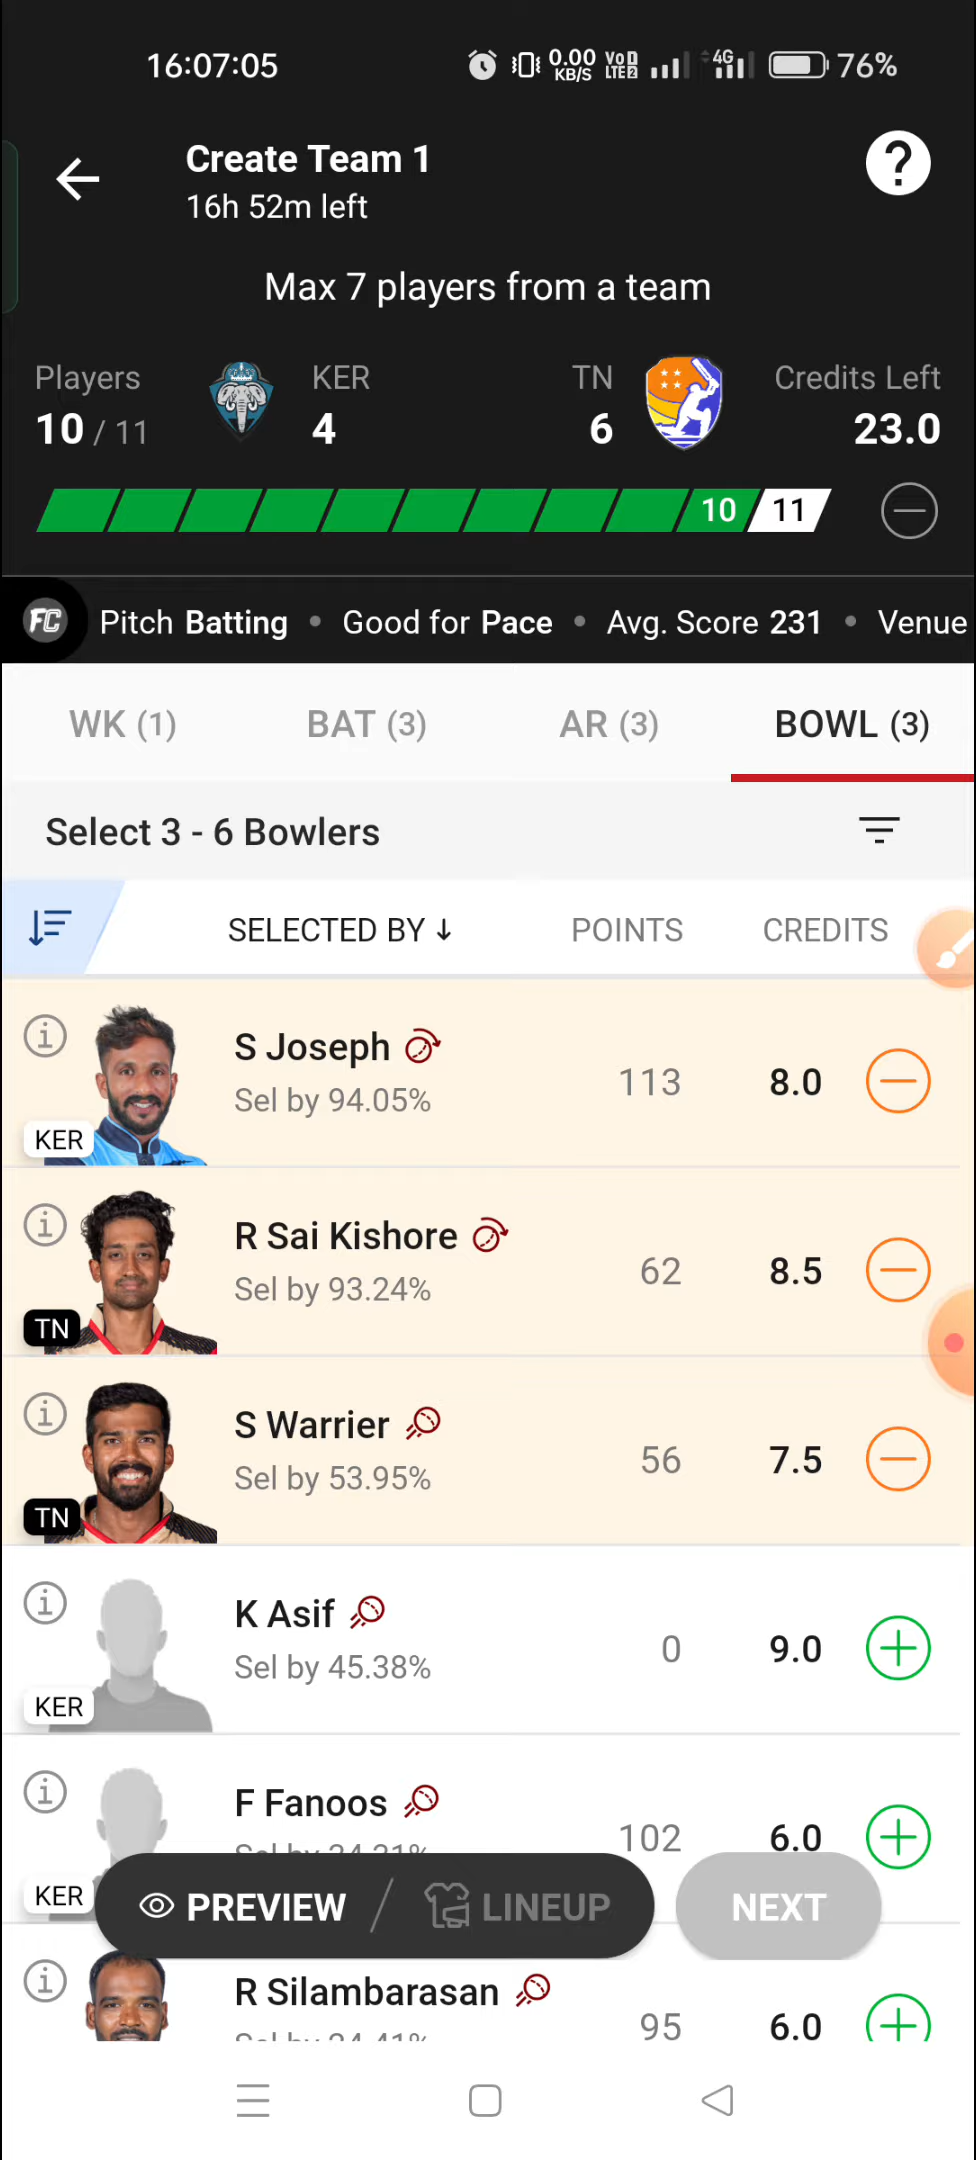 16:07:05
0.00 KB/S
VoD LTE2
4G
76%
Create Team 1
16h 52m left
?
Max 7 players from a team
Players KER TN Credits Left
10 / 11 4 6 23.0
10 11
FC Pitch Batting • Good for Pace • Avg. Score 231 • Venue
WK (1) BAT (3) AR (3) BOWL (3)
Select 3 - 6 Bowlers
SELECTED BY ↓ POINTS CREDITS
S Joseph
Sel by 94.05%
113 8.0
KER
R Sai Kishore
Sel by 93.24%
62 8.5
TN
S Warrier
Sel by 53.95%
56 7.5
TN
K Asif
Sel by 45.38%
0 9.0
KER
F Fanoos
102 6.0
KER
PREVIEW / LINEUP NEXT
R Silambarasan
95 6.0